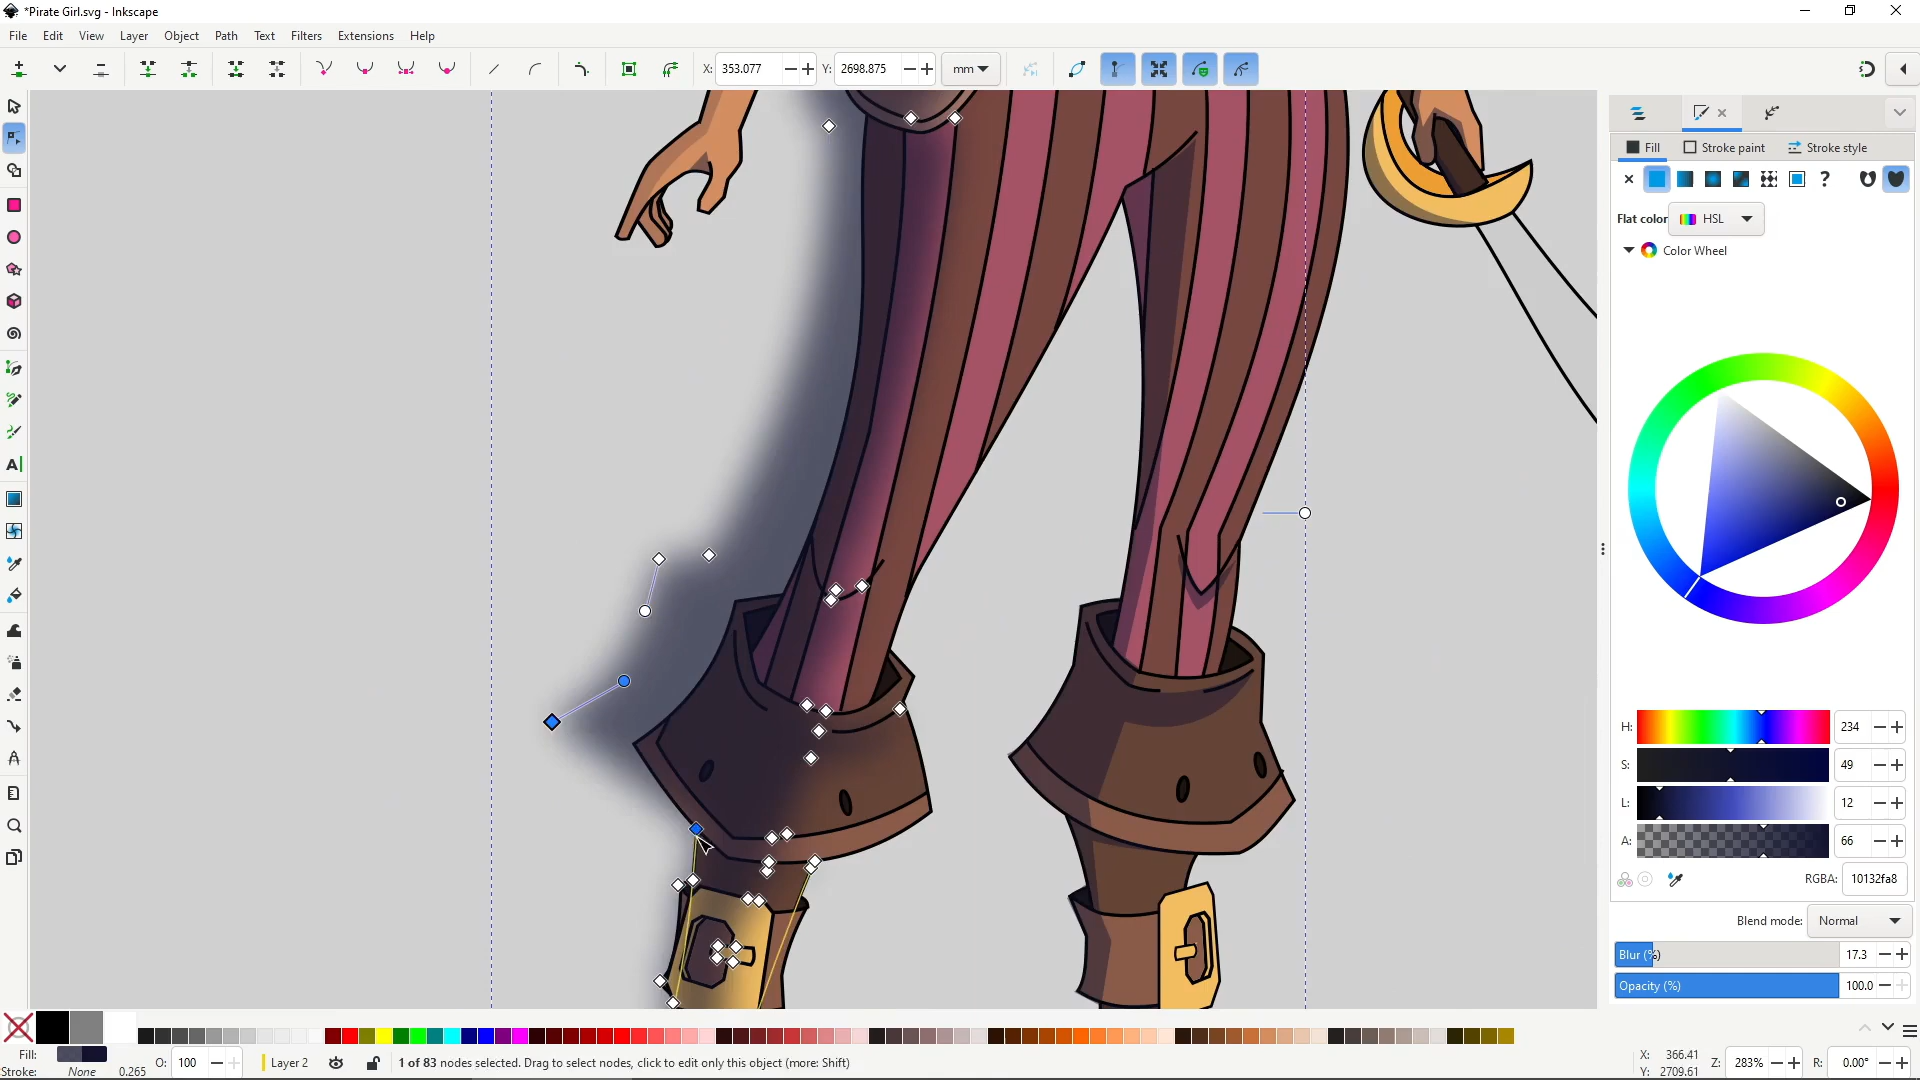 *Pirate Girl.svg - Inkscape
File Edit View Layer Object Path Text Filters Extensions Help
X: 353.077 Y: 2698.875 mm
Fill Stroke paint Stroke style
?
Flat color HSL
Color Wheel
H: 234
S: 49
L: 12
A: 66
RGBA: 10132fa8
Blend mode: Normal
Blur (%) 17.3
Opacity (%) 100.0
Fill: O: 100 Layer 2 1 of 83 nodes selected. Drag to select nodes, click to edit only this object (more: Shift) X: 366.41 Z: 283% R: 0.00°
Stroke: None 0.265 Y: 2709.61